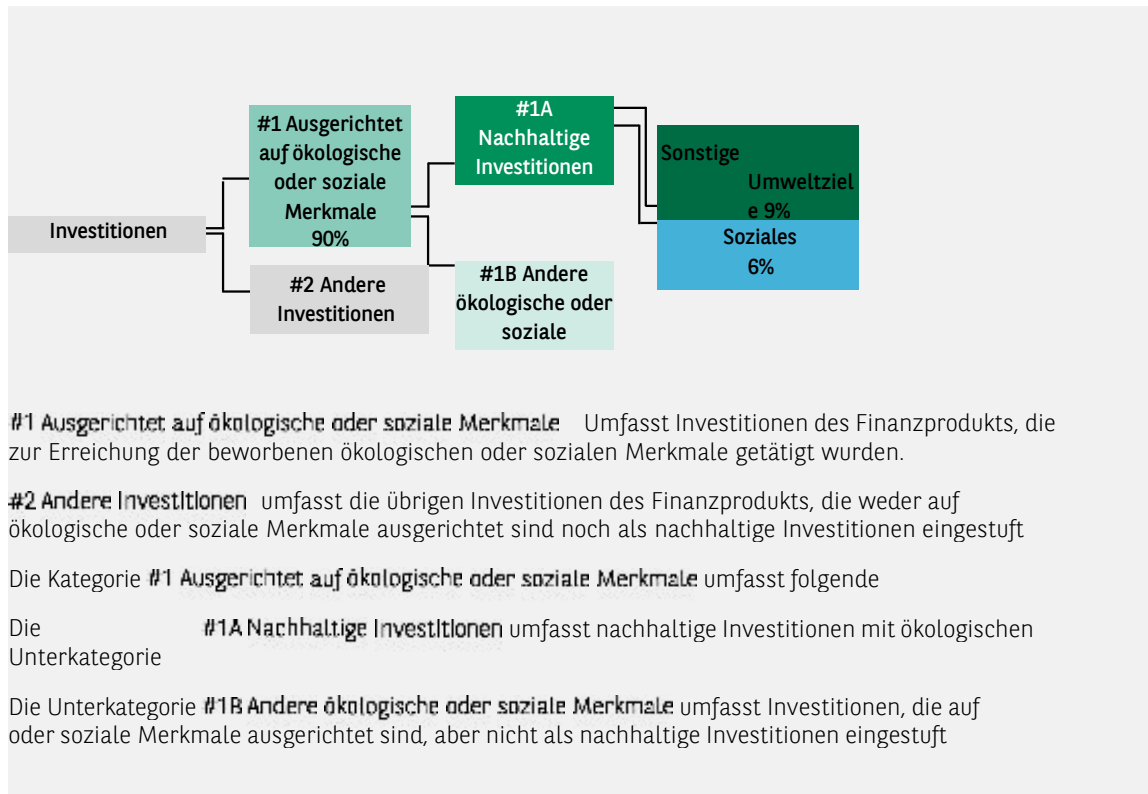 #1 Ausgerichtet
auf ökologische
oder soziale
Merkmale
90%
#1A
Nachhaltige
Investitionen
Sonstige
Umweltziel
e 9%
Soziales
6%
Investitionen
#2 Andere
Investitionen
#1B Andere
ökologische oder
soziale
#1 Ausgerichtet auf ökologische oder soziale Merkmale Umfasst Investitionen des Finanzprodukts, die
zur Erreichung der beworbenen ökologischen oder sozialen Merkmale getätigt wurden.
#2 Andere Investitionen umfasst die übrigen Investitionen des Finanzprodukts, die weder auf
ökologische oder soziale Merkmale ausgerichtet sind noch als nachhaltige Investitionen eingestuft
Die Kategorie #1 Ausgerichtet auf ökologische oder soziale Merkmale umfasst folgende
Die #1A Nachhaltige Investitionen umfasst nachhaltige Investitionen mit ökologischen
Unterkategorie
Die Unterkategorie #1B Andere ökologische oder soziale Merkmale umfasst Investitionen, die auf
oder soziale Merkmale ausgerichtet sind, aber nicht als nachhaltige Investitionen eingestuft